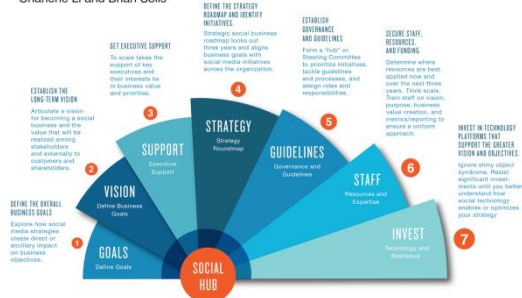 Charlene Li and Brian Solis
DEFINE THE OVERALL
BUSINESS GOALS
Explore how social
media strategies
create direct or
ancillary impact
on business
objectives.
1
GOALS
Define Goals
ESTABLISH THE
LONG-TERM VISION
Articulate a vision
for becoming a social
business and the
value that will be
realized among
stakeholders
and externally to
customers and
shareholders.
2
VISION
Define Business
Goals
GET EXECUTIVE SUPPORT
To scale takes the
support of key
executives and
their interests lie
in business value
and priorities.
3
SUPPORT
Executive
Support
DEFINE THE STRATEGY
ROADMAP AND IDENTIFY
INITIATIVES.
Strategic social business
roadmap looks out
three years and aligns
business goals with
social media initiatives
across the organization.
4
STRATEGY
Strategy
Roundmap
ESTABLISH
GOVERNANCE
AND GUIDELINES
Form a "hub" or
Steering Committee
to prioritize initiatives,
tackle guidelines
and processes, and
assign roles and
responsibilities.
5
GUIDELINES
Governance and
Guidelines
SECURE STAFF,
RESOURCES,
AND FUNDING.
Determine where
resources are best
applied now and
over the next three
years. Think scale.
Train staff on vision,
purpose, business
value creation, and
metrics/reporting to
ensure a uniform
approach.
6
STAFF
Resources and
Expertise
INVEST IN TECHNOLOGY
PLATFORMS THAT
SUPPORT THE GREATER
VISION AND OBJECTIVES.
Ignore shiny object
syndrome. Resist
significant invest-
ments until you better
understand how
social technology
enables or optimizes
your strategy
7
INVEST
Technology and
Resilience
SOCIAL
HUB